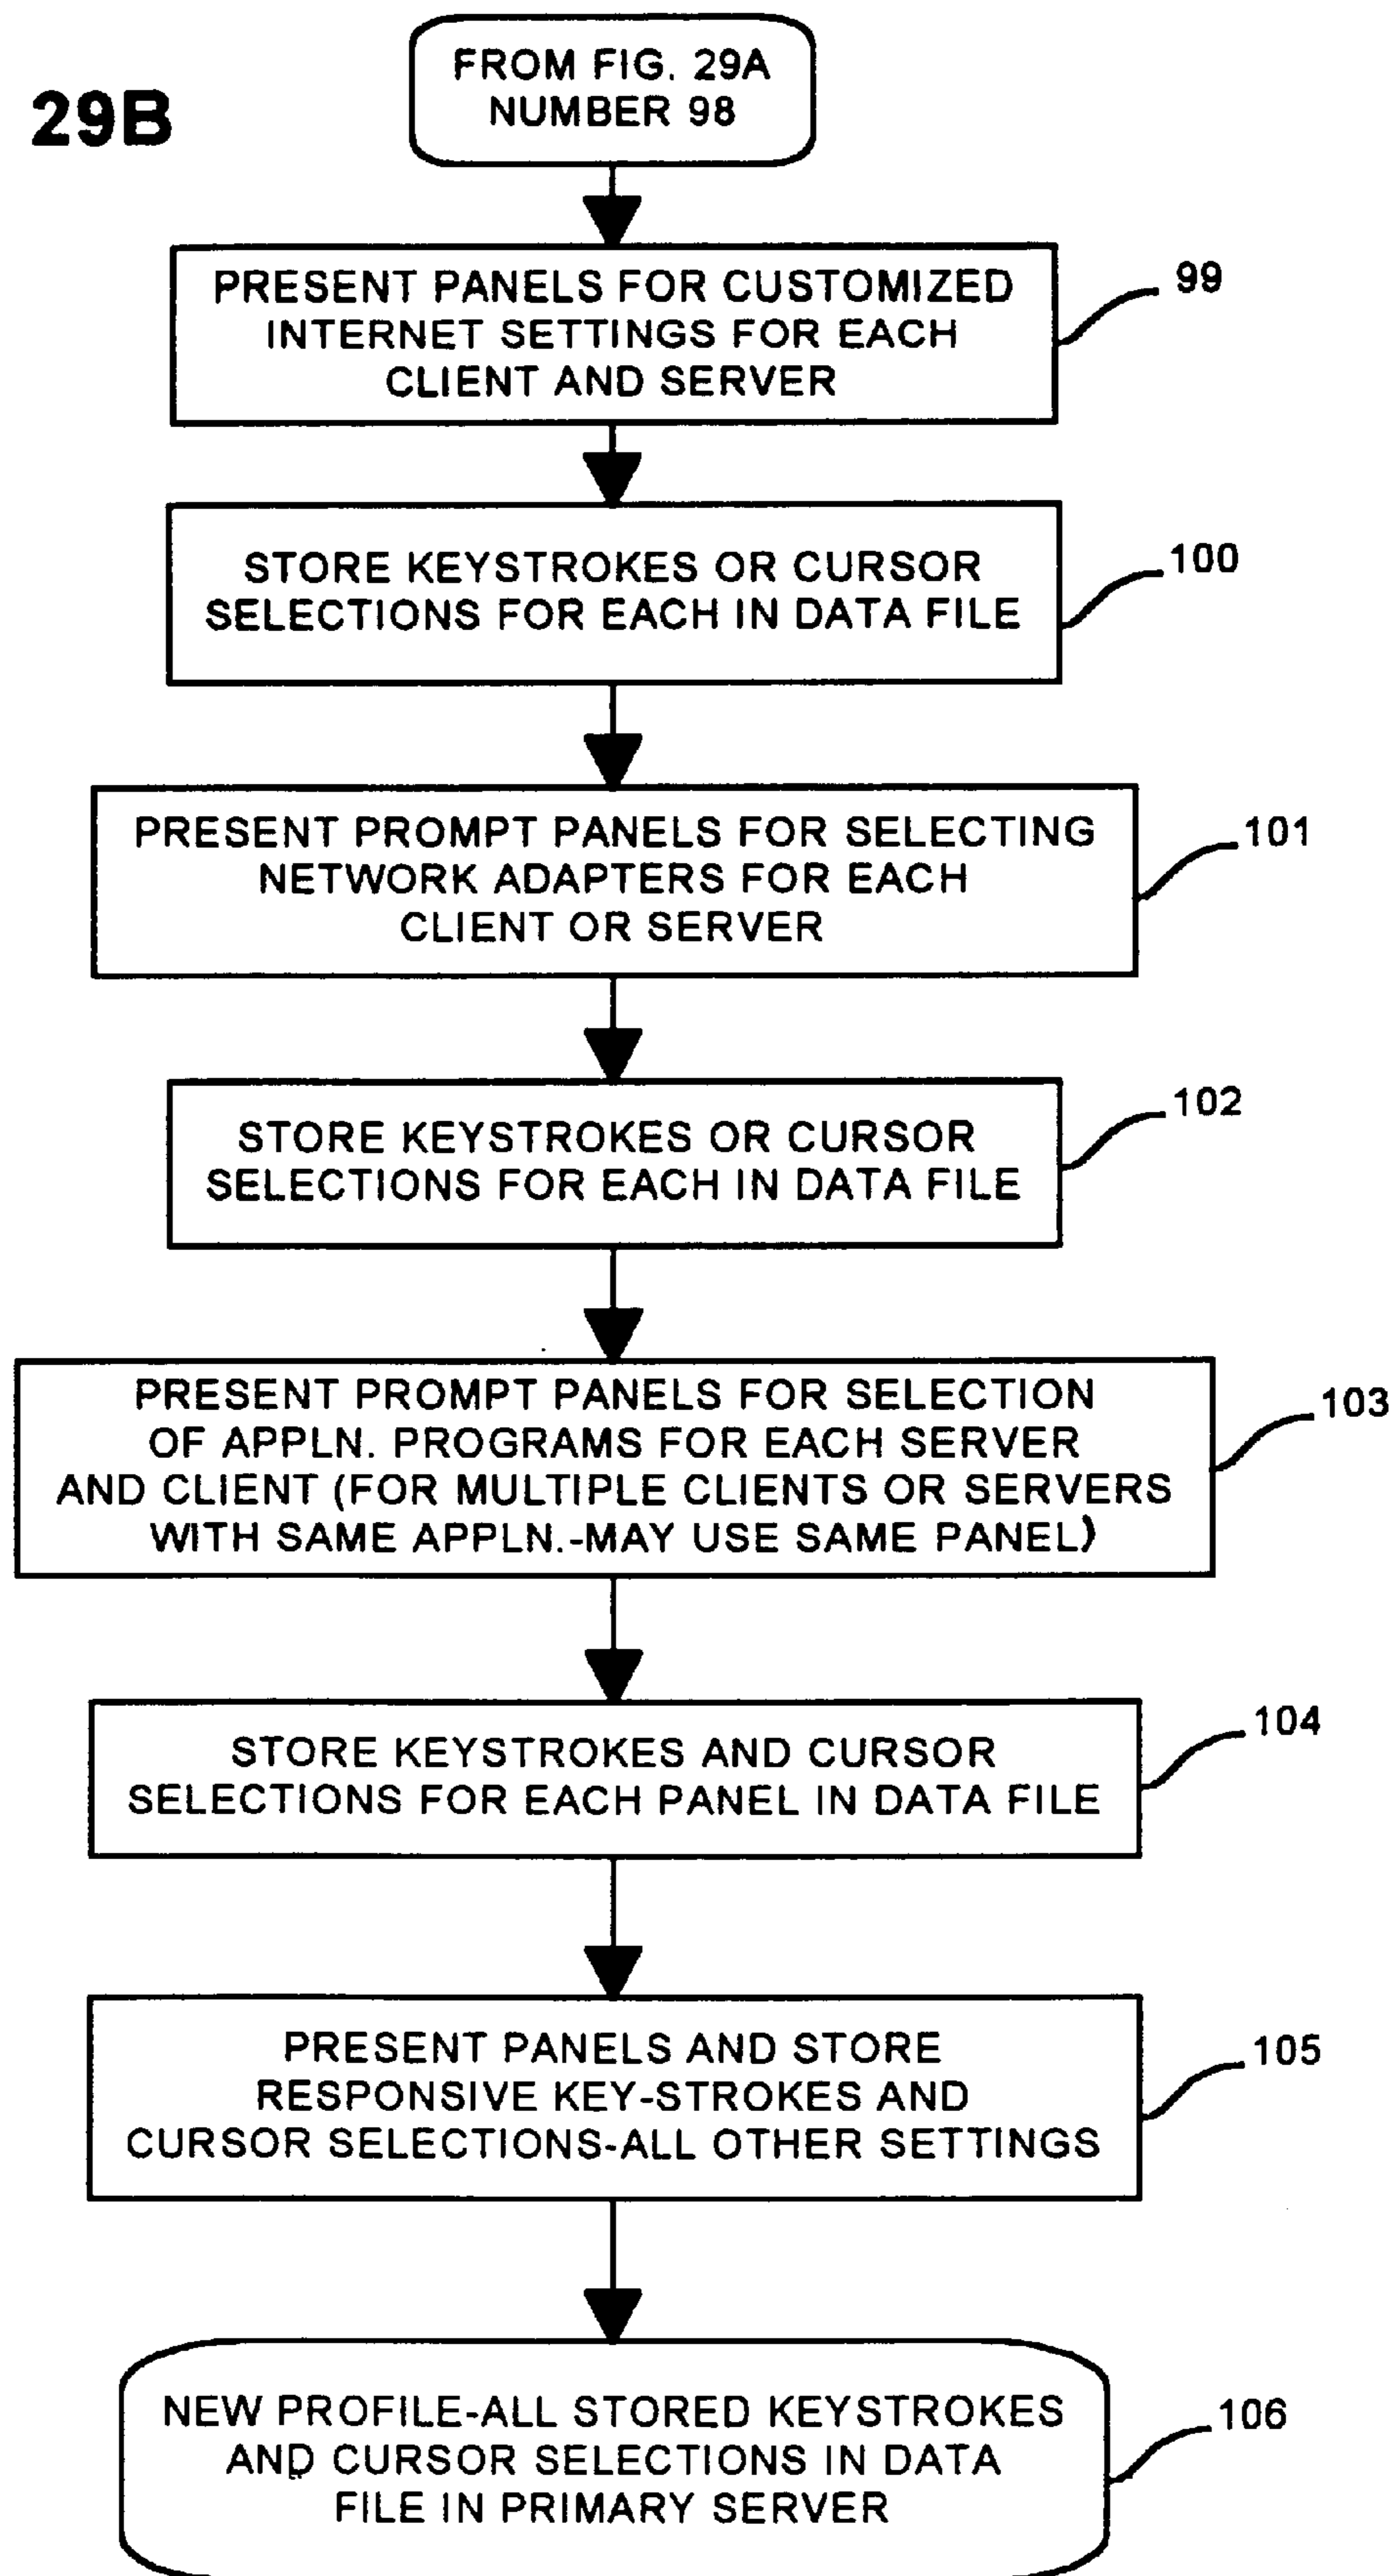 FROM FIG. 29A
NUMBER 98
29B
PRESENT PANELS FOR CUSTOMIZED
INTERNET SETTINGS FOR EACH
CLIENT AND SERVER
99
STORE KEYSTROKES OR CURSOR
SELECTIONS FOR EACH IN DATA FILE
100
PRESENT PROMPT PANELS FOR SELECTING
NETWORK ADAPTERS FOR EACH
CLIENT OR SERVER
101
STORE KEYSTROKES OR CURSOR
SELECTIONS FOR EACH IN DATA FILE
102
PRESENT PROMPT PANELS FOR SELECTION
OF APPLN. PROGRAMS FOR EACH SERVER
AND CLIENT (FOR MULTIPLE CLIENTS OR SERVERS
WITH SAME APPLN.-MAY USE SAME PANEL)
103
STORE KEYSTROKES AND CURSOR
SELECTIONS FOR EACH PANEL IN DATA FILE
104
PRESENT PANELS AND STORE
RESPONSIVE KEY-STROKES AND
CURSOR SELECTIONS-ALL OTHER SETTINGS
105
NEW PROFILE-ALL STORED KEYSTROKES
AND CURSOR SELECTIONS IN DATA
FILE IN PRIMARY SERVER
106